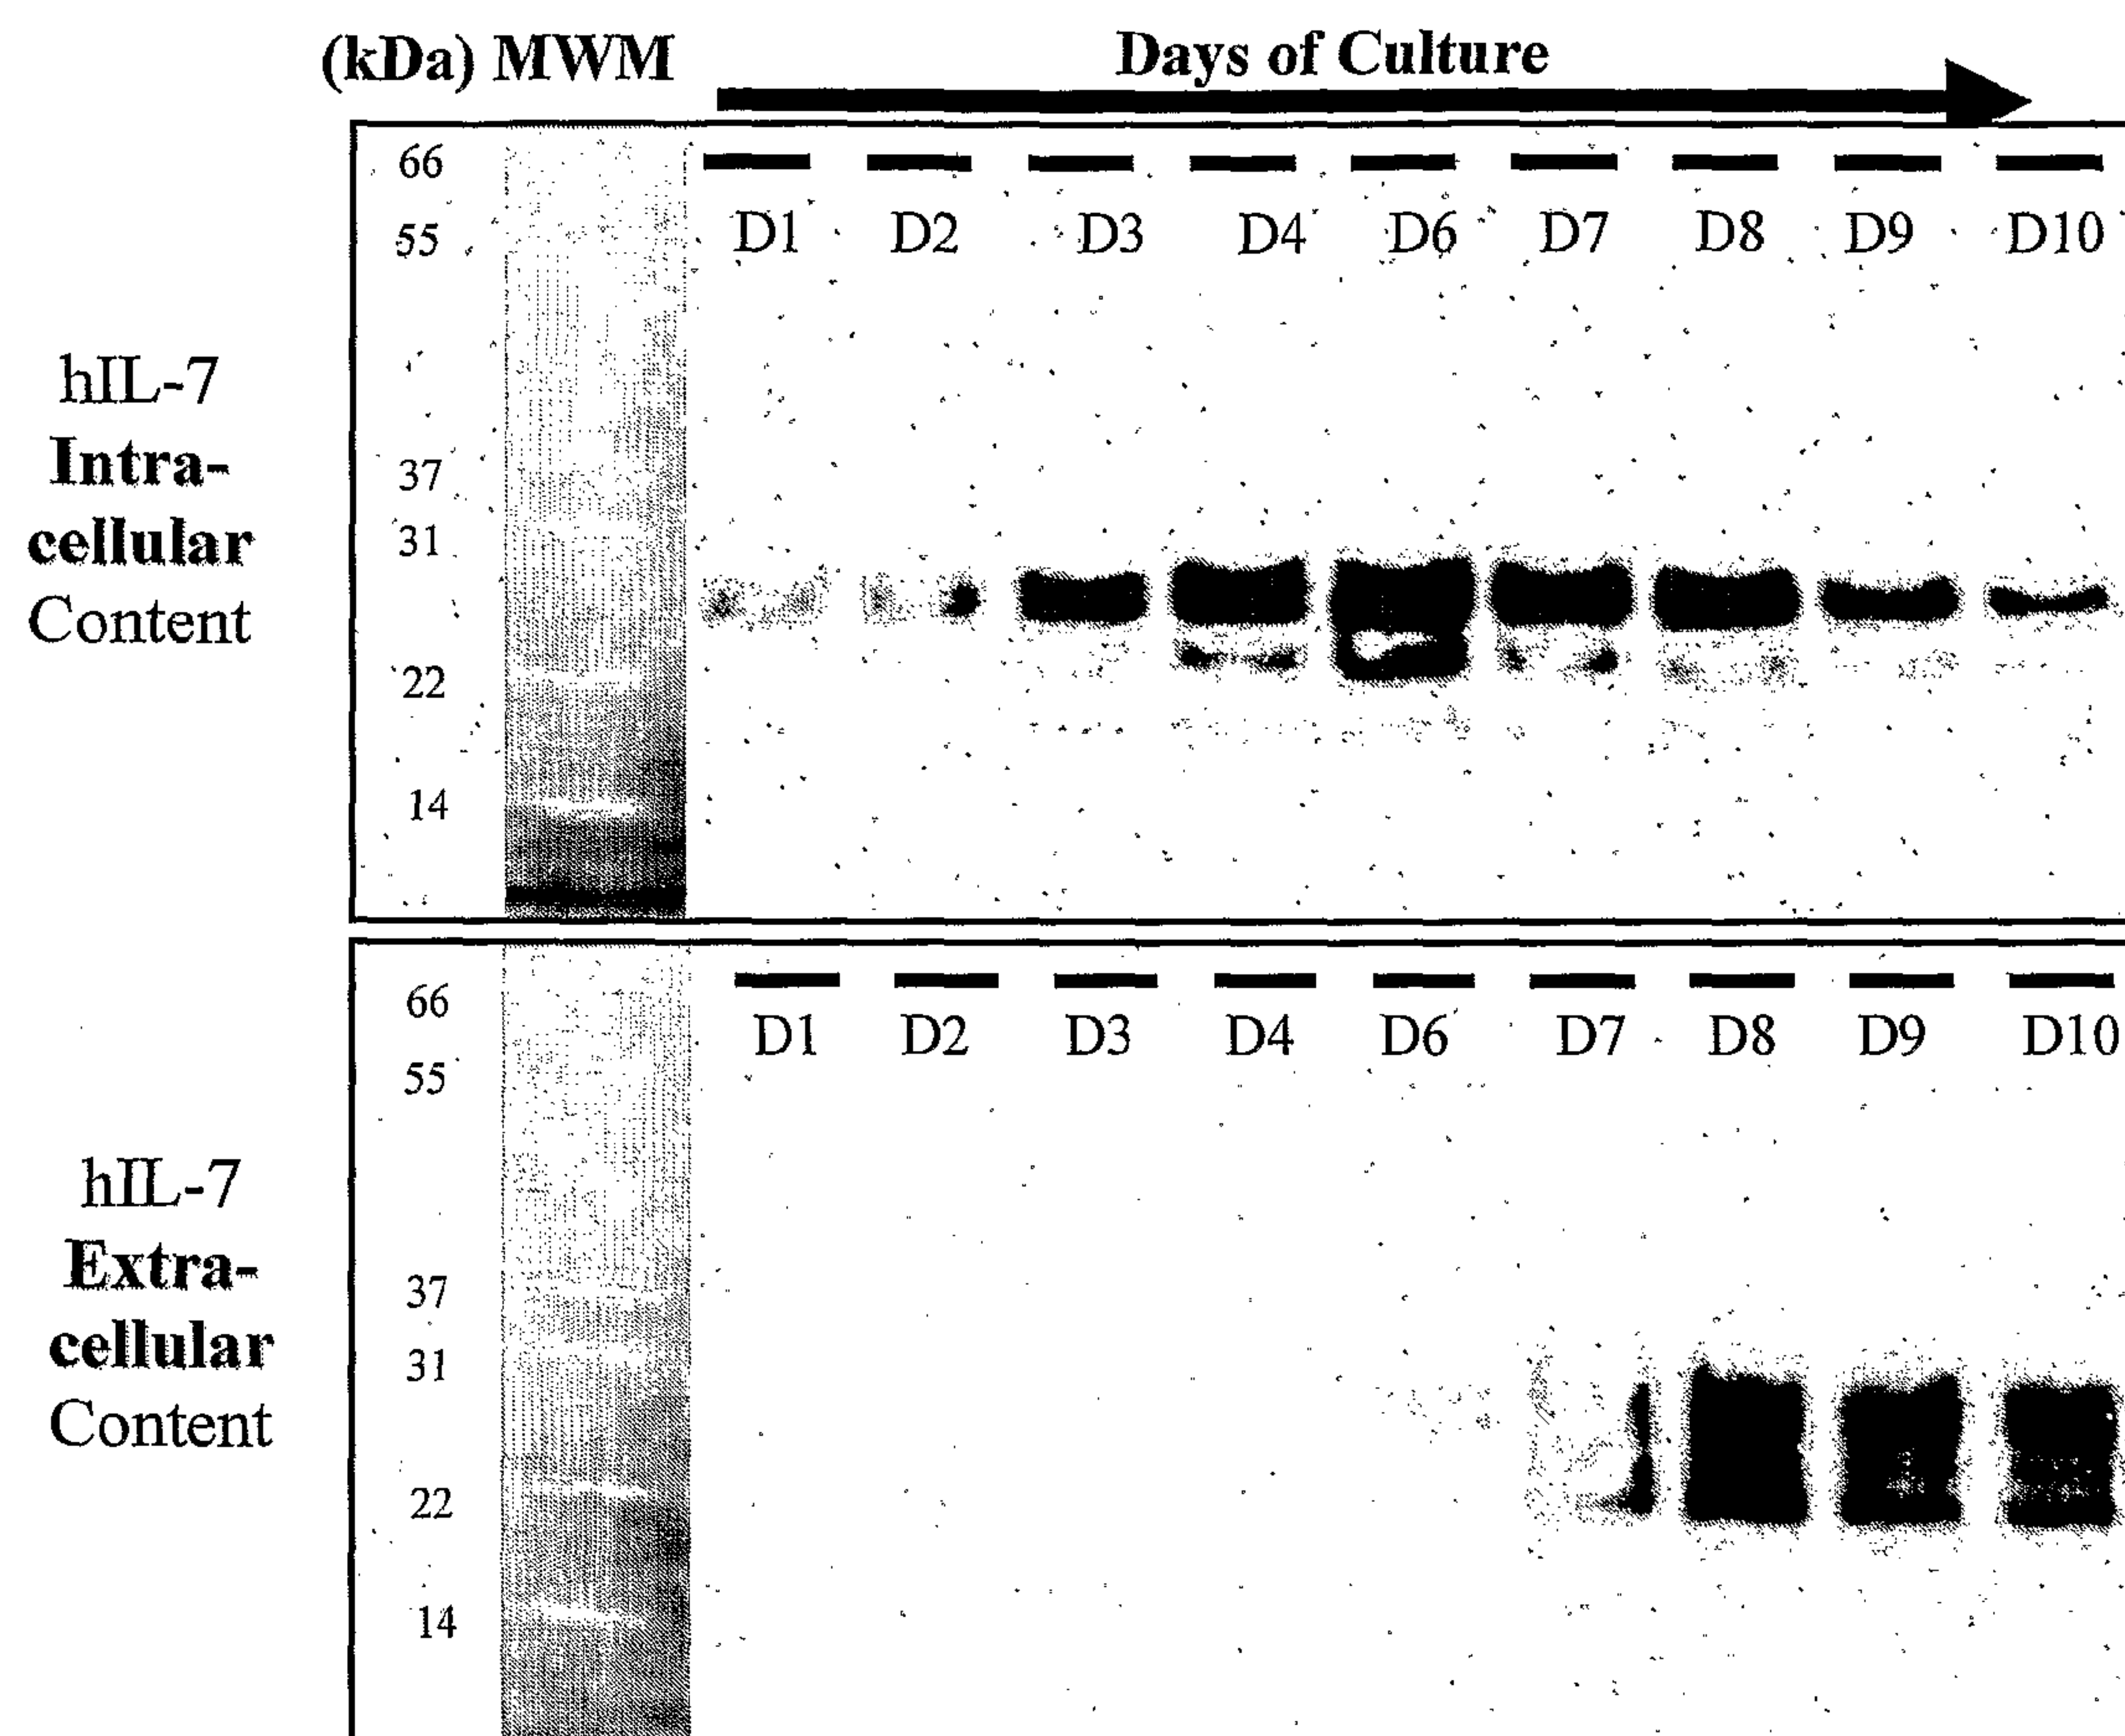 (kDa) MWM
Days of Culture
66
D1 D2 D3 D4 D6 D7 D8 D9 D10
55
hIL-7
Intra-
cellular
Content
37
31
22
14
66
D1 D2 D3 D4 D6 D7 D8 D9 D10
55
hIL-7
Extra-
cellular
Content
37
31
22
14